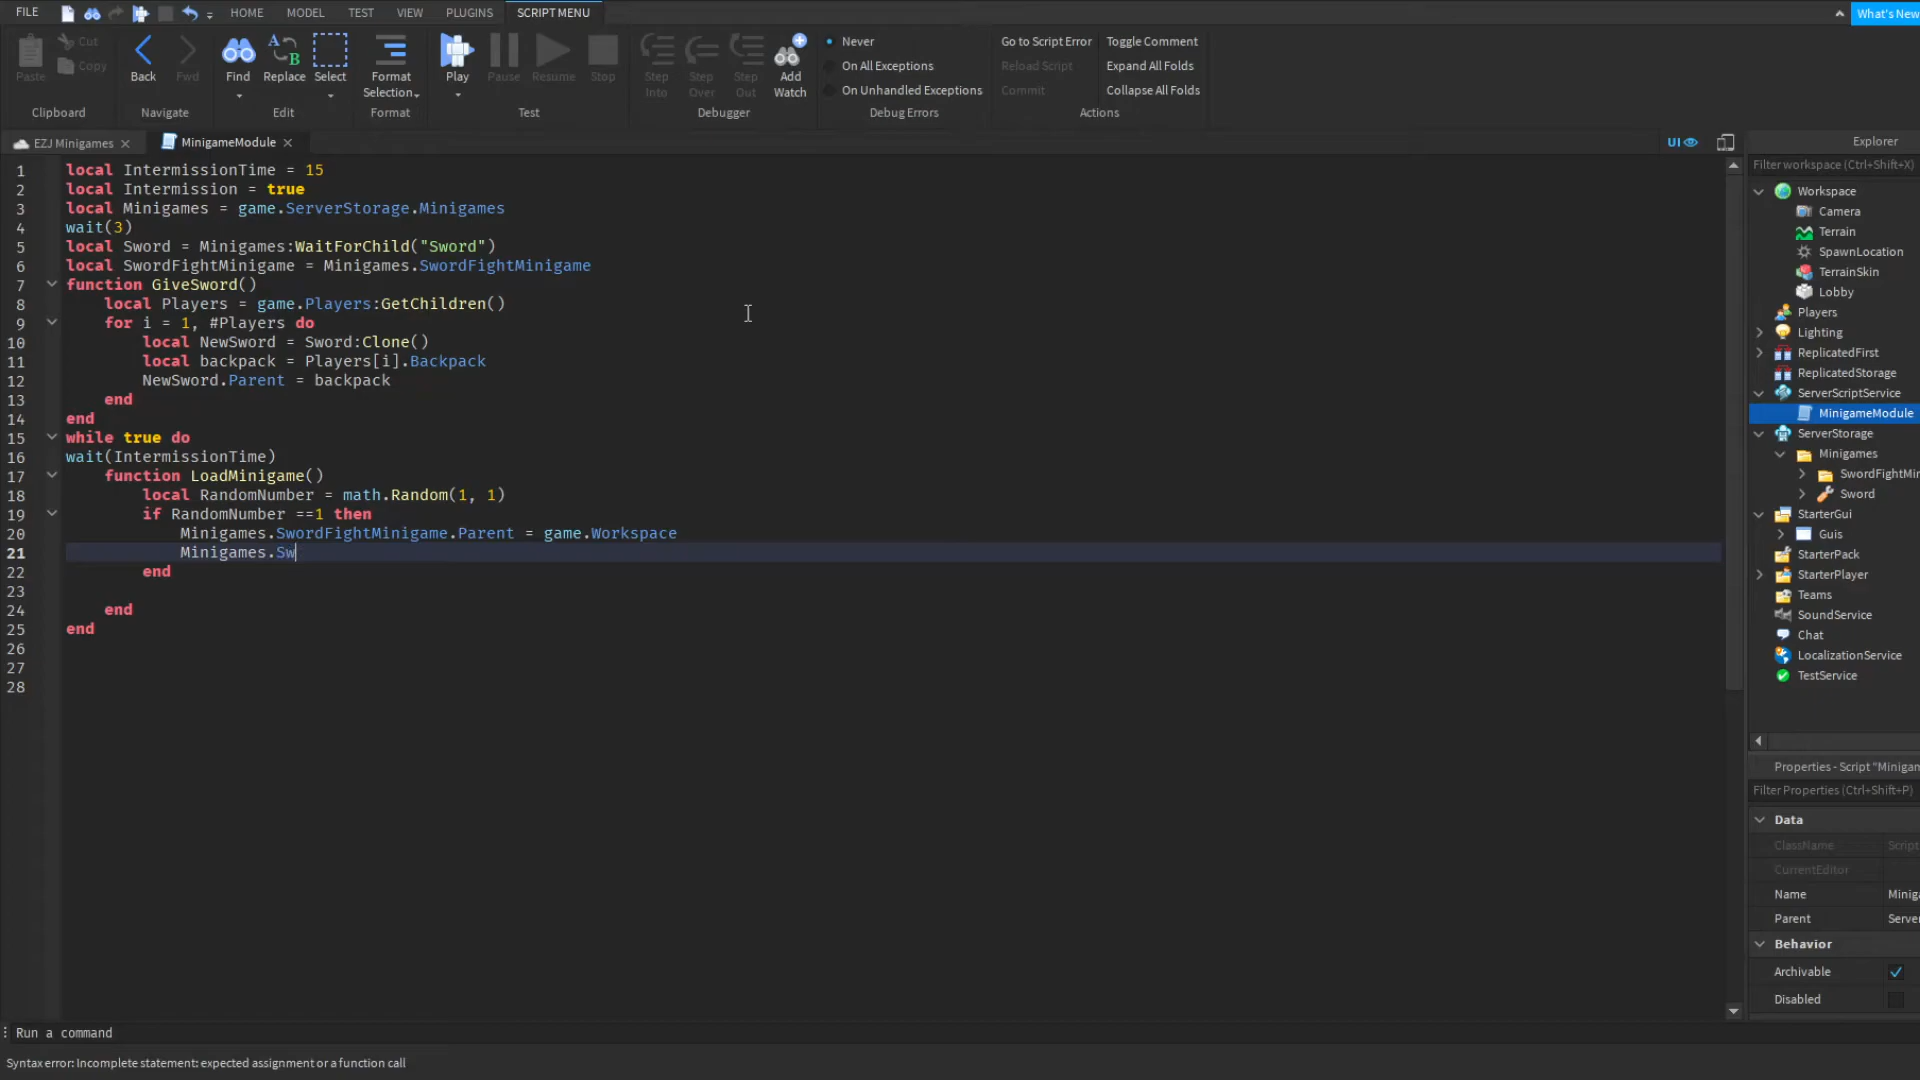 FILE HOME MODEL TEST VIEW PLUGINS SCRIPT MENU What's New
Paste Cut Copy Back Fwd Find Replace Select Format Selection Play Pause Resume Stop Step Into Step Over Step Out Add Watch
Never Go to Script Error Toggle Comment
On All Exceptions Reload Script Expand All Folds
On Unhandled Exceptions Commit Collapse All Folds
Clipboard Navigate Edit Format Test Debugger Debug Errors Actions
EZJ Minigames MinigameModule UI
1 local IntermissionTime = 15
2 local Intermission = true
3 local Minigames = game.ServerStorage.Minigames
4 wait(3)
5 local Sword = Minigames:WaitForChild("Sword")
6 local SwordFightMinigame = Minigames.SwordFightMinigame
7 function GiveSword()
8 local Players = game.Players:GetChildren()
9 for i = 1, #Players do
10 local NewSword = Sword:Clone()
11 local backpack = Players[i].Backpack
12 NewSword.Parent = backpack
13 end
14 end
15 while true do
16 wait(IntermissionTime)
17 function LoadMinigame()
18 local RandomNumber = math.Random(1, 1)
19 if RandomNumber ==1 then
20 Minigames.SwordFightMinigame.Parent = game.Workspace
21 Minigames.Sw
22 end
23
24 end
25 end
26
27
28
Explorer
Filter workspace (Ctrl+Shift+X)
Workspace
Camera
Terrain
SpawnLocation
TerrainSkin
Lobby
Players
Lighting
ReplicatedFirst
ReplicatedStorage
ServerScriptService
MinigameModule
ServerStorage
Minigames
SwordFightMin
Sword
StarterGui
Guis
StarterPack
StarterPlayer
Teams
SoundService
Chat
LocalizationService
TestService
Properties - Script "Minigam
Filter Properties (Ctrl+Shift+P)
Data
ClassName Script
CurrentEditor
Name Miniga
Parent Server
Behavior
Archivable
Disabled
Run a command
Syntax error: Incomplete statement: expected assignment or a function call